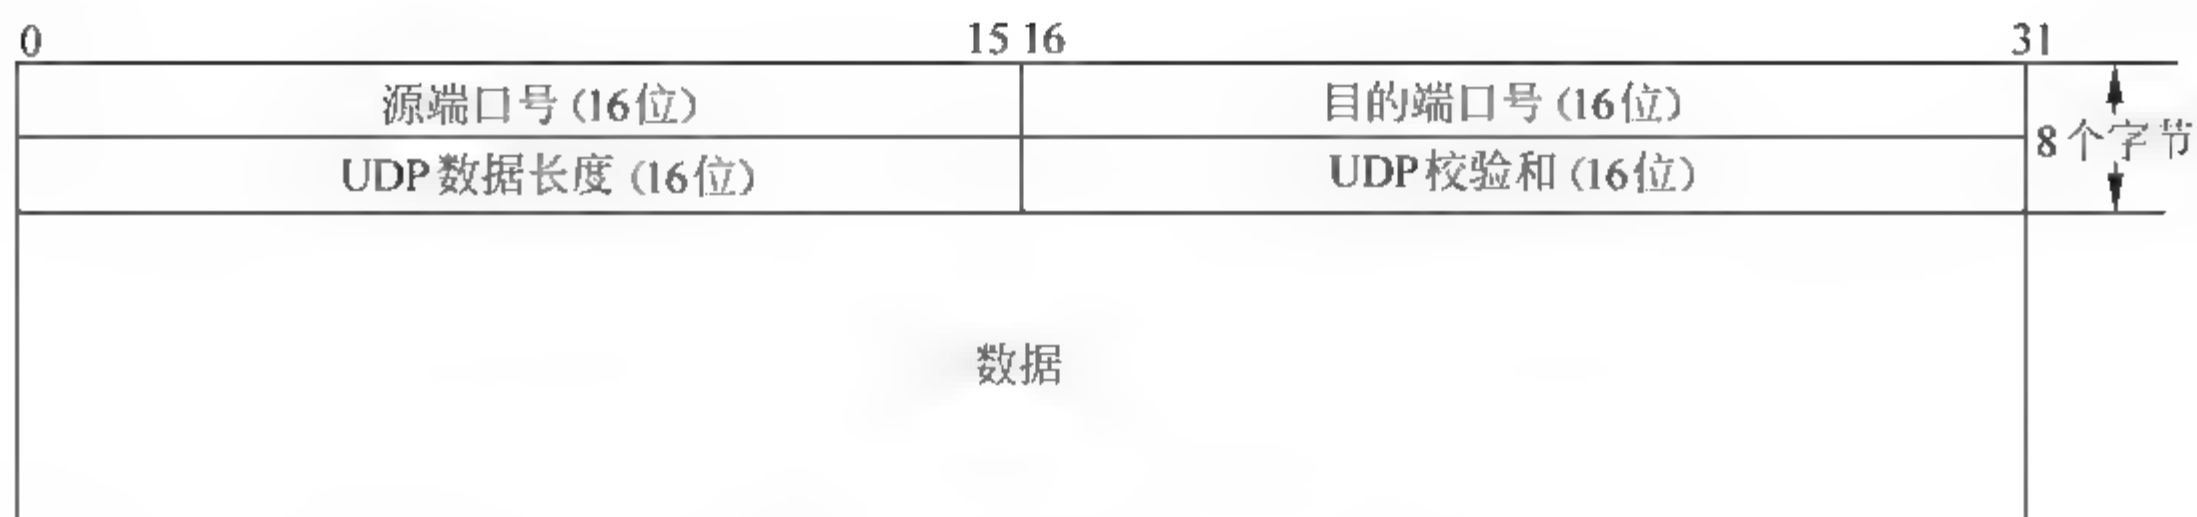 0 15 16 31
源端口号 (16位) 目的端口号 (16位)
8个字节
UDP数据长度 (16位) UDP校验和 (16位)
数据